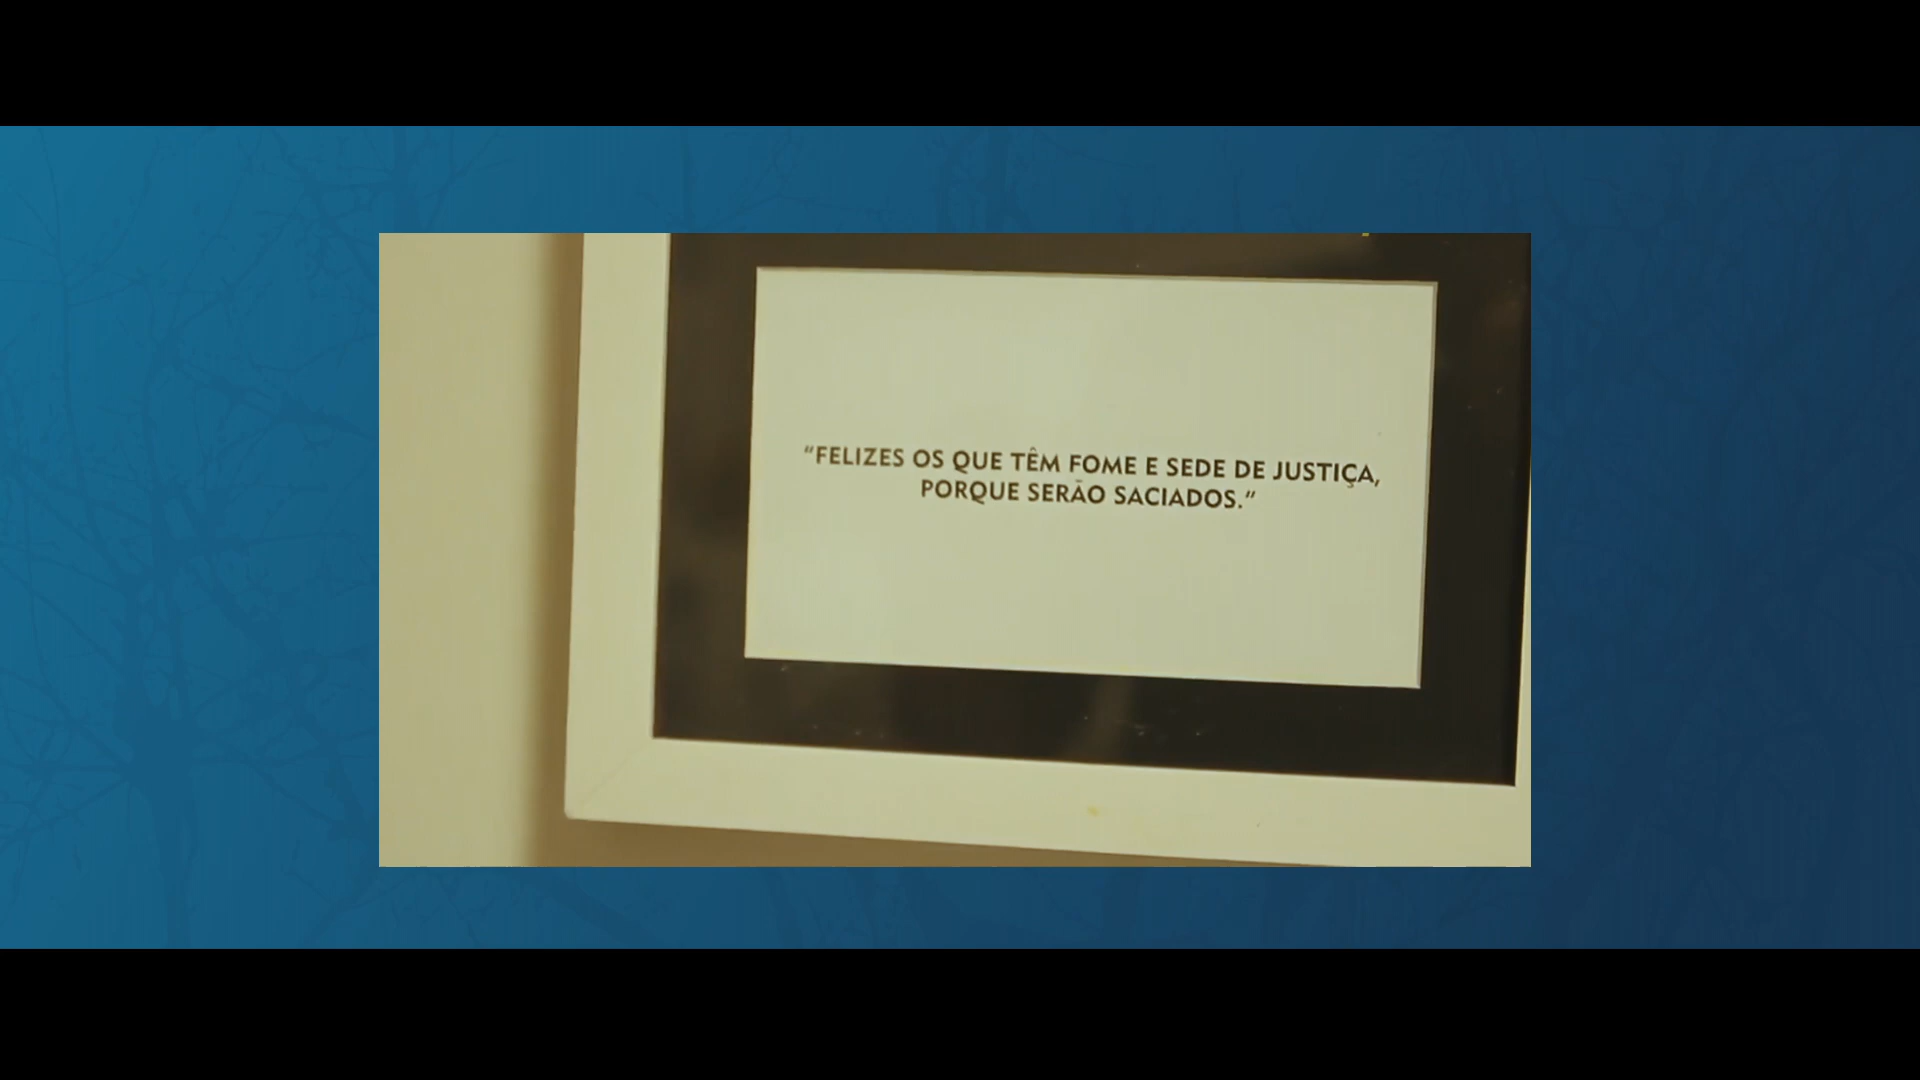 “FELIZES OS QUE TÊM FOME E SEDE DE JUSTIÇA,
PORQUE SERÃO SACIADOS.”